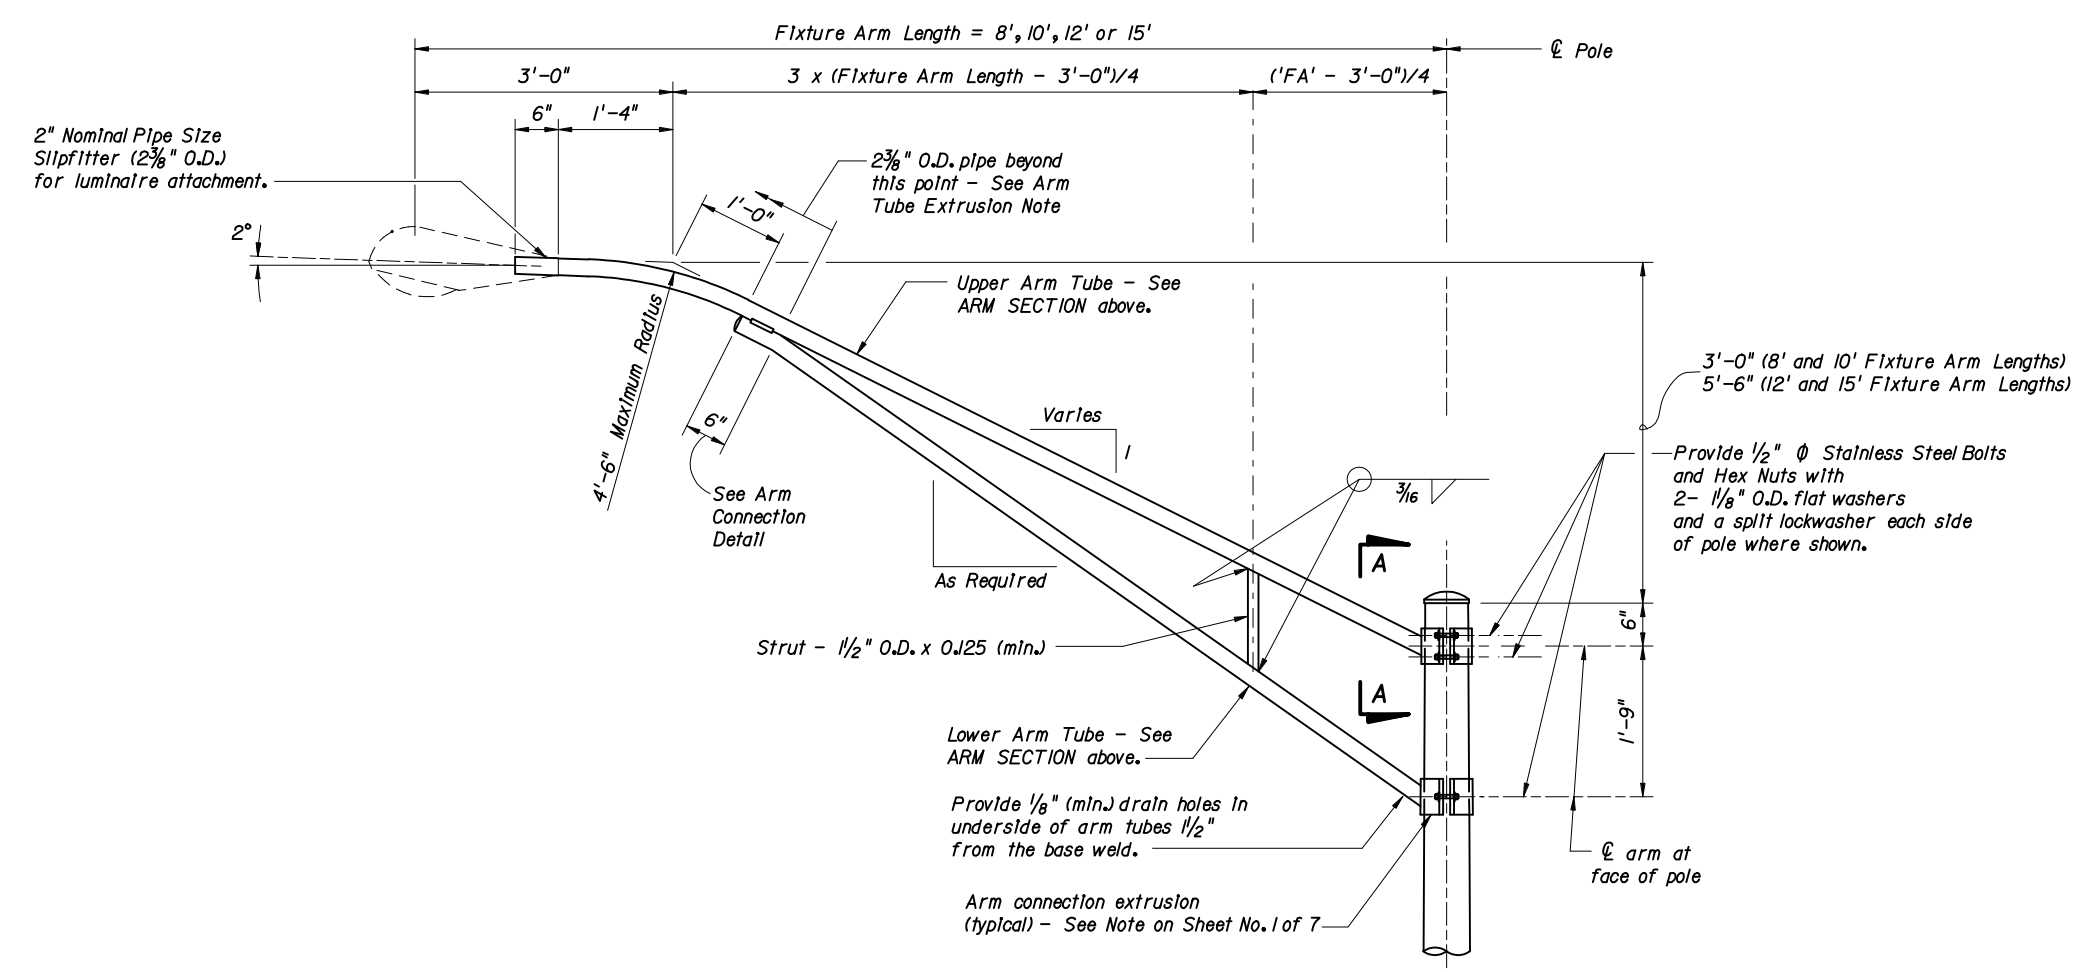 Fixture Arm Length = 8', 10', 12' or 15'
℄ Pole
3'-0"
3 x (Fixture Arm Length - 3'-0")/4
('FA' - 3'-0")/4
6"
1'-4"
2" Nominal Pipe Size
Slipfitter (2⅜" O.D.)
for luminaire attachment.
2⅜" O.D. pipe beyond
this point - See Arm
Tube Extrusion Note
1'-0"
2°
Upper Arm Tube - See
ARM SECTION above.
4'-6" Maximum Radius
3'-0" (8' and 10' Fixture Arm Lengths)
5'-6" (12' and 15' Fixture Arm Lengths)
6"
Varies
1
Provide ½" ϕ Stainless Steel Bolts
and Hex Nuts with
2- 1⅛" O.D. flat washers
and a split lockwasher each side
of pole where shown.
See Arm
Connection
Detail
3⁄16
A
As Required
6"
Strut - 1½" O.D. x 0.125 (min.)
A
1'-9"
Lower Arm Tube - See
ARM SECTION above.
Provide ⅛" (min.) drain holes in
underside of arm tubes 1½"
from the base weld.
℄ arm at
face of pole
Arm connection extrusion
(typical) - See Note on Sheet No. 1 of 7